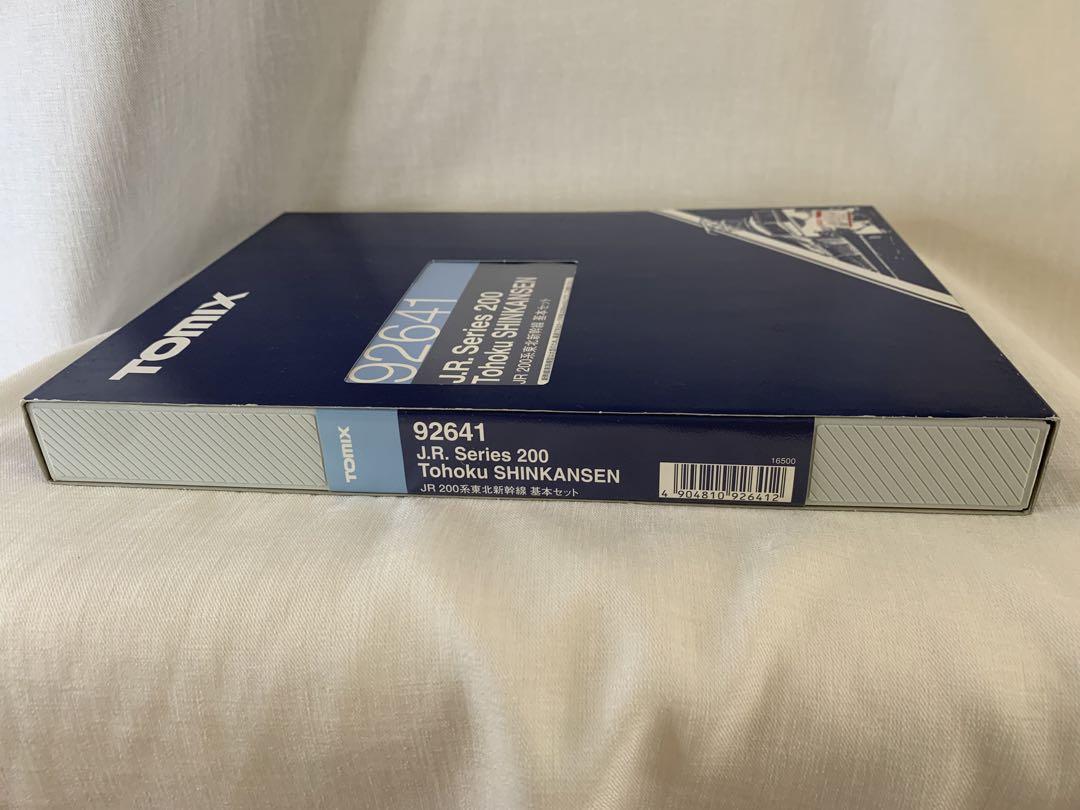 TOMIX
92641
J.R. Series 200
Tohoku SHINKANSEN
JR 200系東北新幹線 基本セット
TOMIX
92641
J.R. Series 200
Tohoku SHINKANSEN
JR 200系東北新幹線 基本セット
16500
4 904810 926412